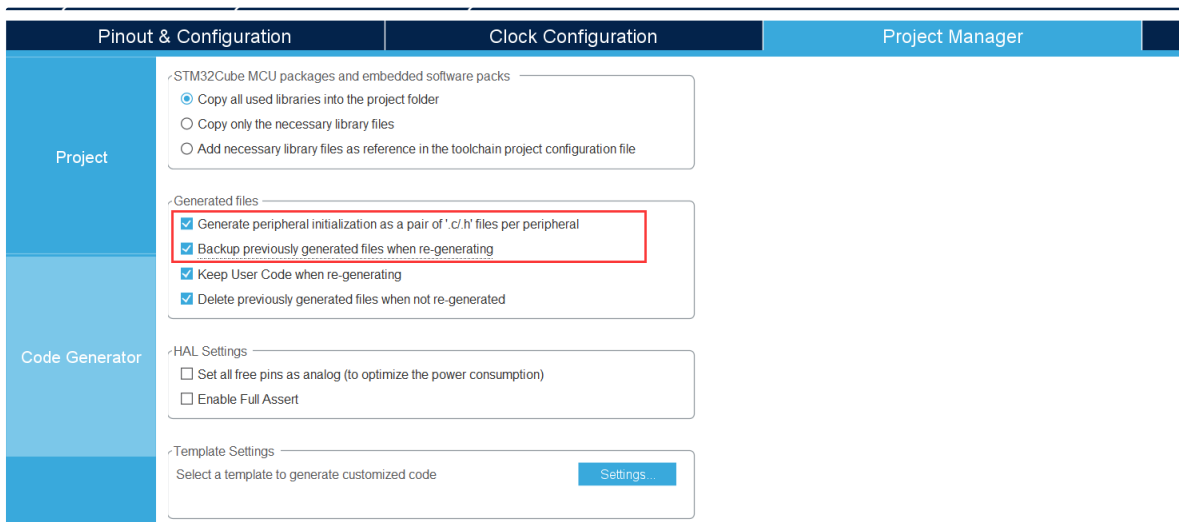 Pinout & Configuration
Clock Configuration
Project Manager
Project
Code Generator
STM32Cube MCU packages and embedded software packs
Copy all used libraries into the project folder
Copy only the necessary library files
Add necessary library files as reference in the toolchain project configuration file
Generated files
Generate peripheral initialization as a pair of '.c/.h' files per peripheral
Backup previously generated files when re-generating
Keep User Code when re-generating
Delete previously generated files when not re-generated
HAL Settings
Set all free pins as analog (to optimize the power consumption)
Enable Full Assert
Template Settings
Select a template to generate customized code
Settings...